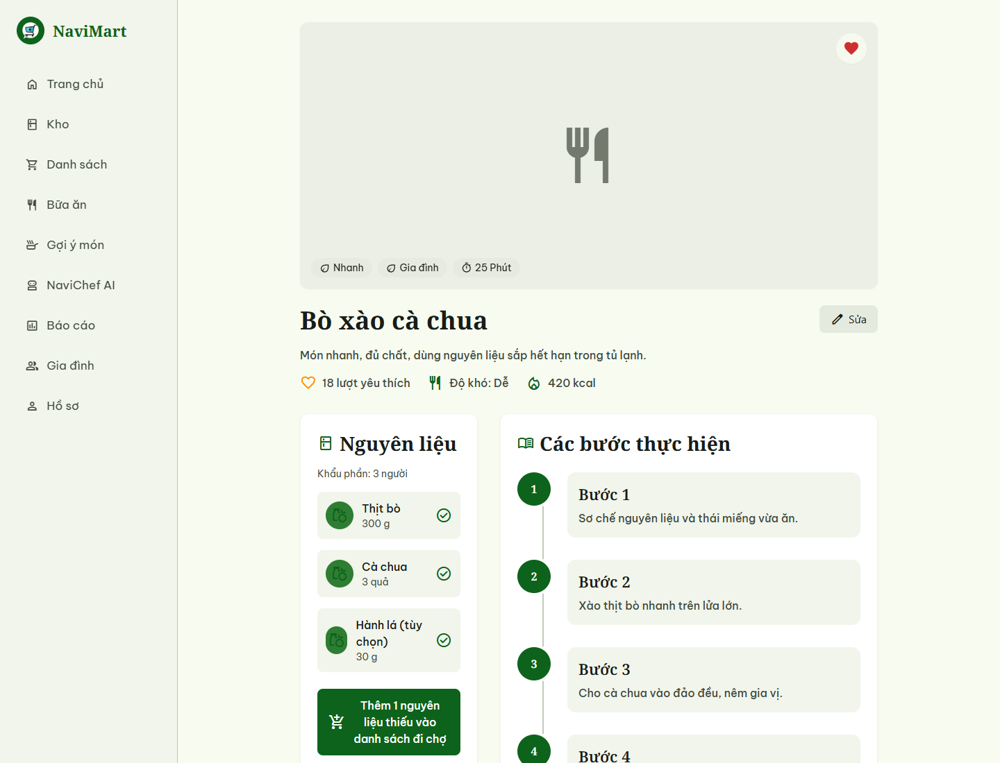 NaviMart
Trang chủ
Kho
Danh sách
Bữa ăn
Gợi ý món
NaviChef AI
Báo cáo
Gia đình
Hồ sơ
Nhanh
Gia đình
25 Phút
Bò xào cà chua
Sửa
Món nhanh, đủ chất, dùng nguyên liệu sắp hết hạn trong tủ lạnh.
18 lượt yêu thích
Độ khó: Dễ
420 kcal
Nguyên liệu
Khẩu phần: 3 người
Thịt bò
300 g
Cà chua
3 quả
Hành lá (tùy
chọn)
30 g
Thêm 1 nguyên
liệu thiếu vào
danh sách đi chợ
Các bước thực hiện
1
Bước 1
Sơ chế nguyên liệu và thái miếng vừa ăn.
2
Bước 2
Xào thịt bò nhanh trên lửa lớn.
3
Bước 3
Cho cà chua vào đảo đều, nêm gia vị.
4
Bước 4